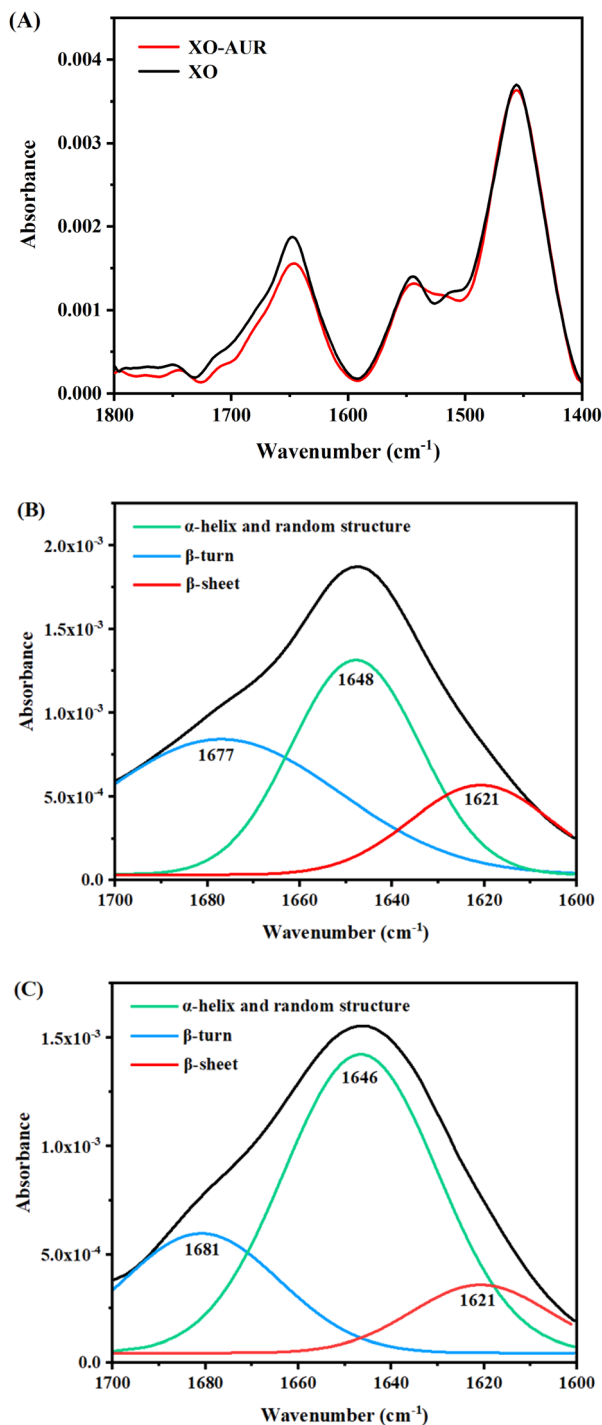 (A)
XO-AUR
XO
0.004
0.003
0.002
0.001
0.000
Absorbance
1800 1700 1600 1500 1400
Wavenumber (cm⁻¹)
(B)
α-helix and random structure
β-turn
β-sheet
2.0x10⁻³
1.5x10⁻³
1.0x10⁻³
5.0x10⁻⁴
0.0
Absorbance
1648
1677
1621
1700 1680 1660 1640 1620 1600
Wavenumber (cm⁻¹)
(C)
α-helix and random structure
β-turn
β-sheet
1.5x10⁻³
1.0x10⁻³
5.0x10⁻⁴
0.0
Absorbance
1646
1681
1621
1700 1680 1660 1640 1620 1600
Wavenumber (cm⁻¹)